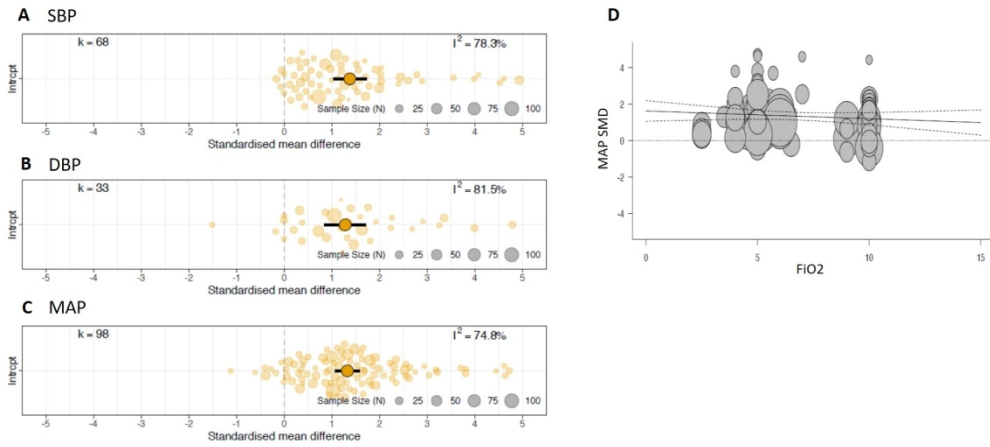 A SBP
k = 68
I² = 78.3%
Intrcpt
Sample Size (N) 25 50 75 100
-5 -4 -3 -2 -1 0 1 2 3 4 5
Standardised mean difference
B DBP
k = 33
I² = 81.5%
Intrcpt
Sample Size (N) 25 50 75 100
-5 -4 -3 -2 -1 0 1 2 3 4 5
Standardised mean difference
C MAP
k = 98
I² = 74.8%
Intrcpt
Sample Size (N) 25 50 75 100
-5 -4 -3 -2 -1 0 1 2 3 4 5
Standardised mean difference
D
MAP SMD
4
2
0
-2
-4
0 5 10 15
FiO2